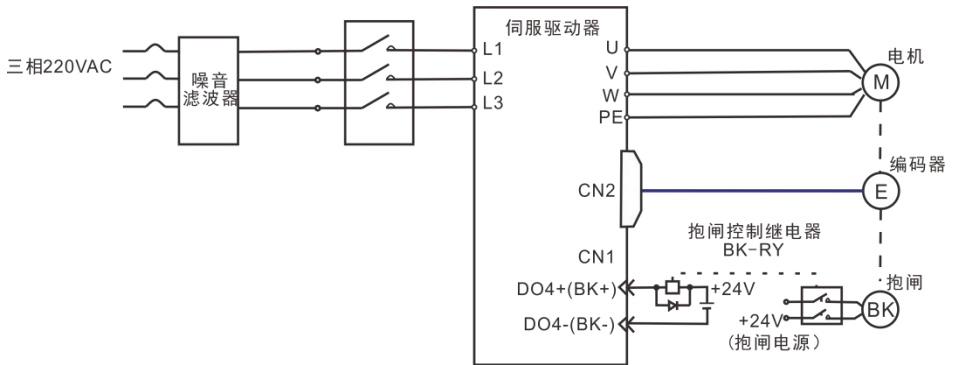 三相220VAC
噪音
滤波器
伺服驱动器
L1
L2
L3
U
V
W
PE
电机
M
CN2
编码器
E
抱闸控制继电器
BK-RY
CN1
DO4+(BK+)
+24V
DO4-(BK-)
+24V
(抱闸电源)
抱闸
BK